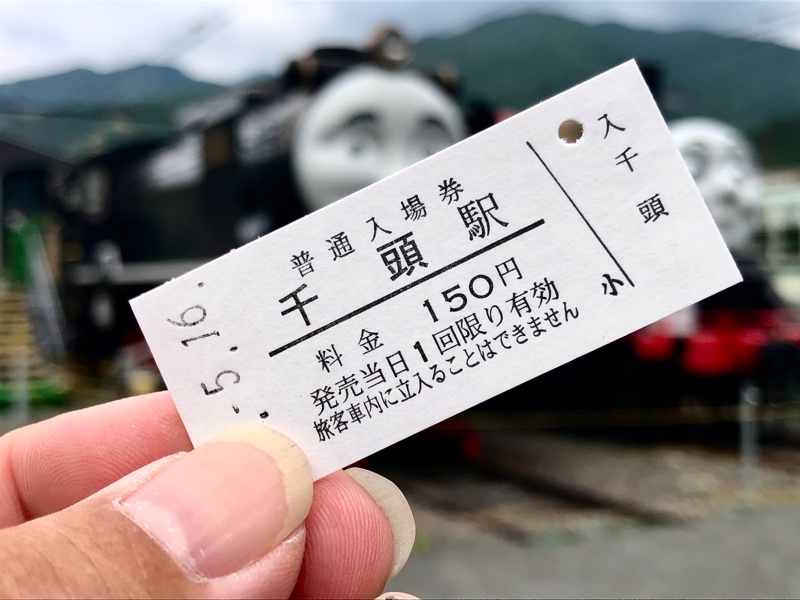 普通入場券
千頭駅
料金 150円
発売当日1回限り有効
旅客車内に立入ることはできません
入
千頭
小
. 5. 16.